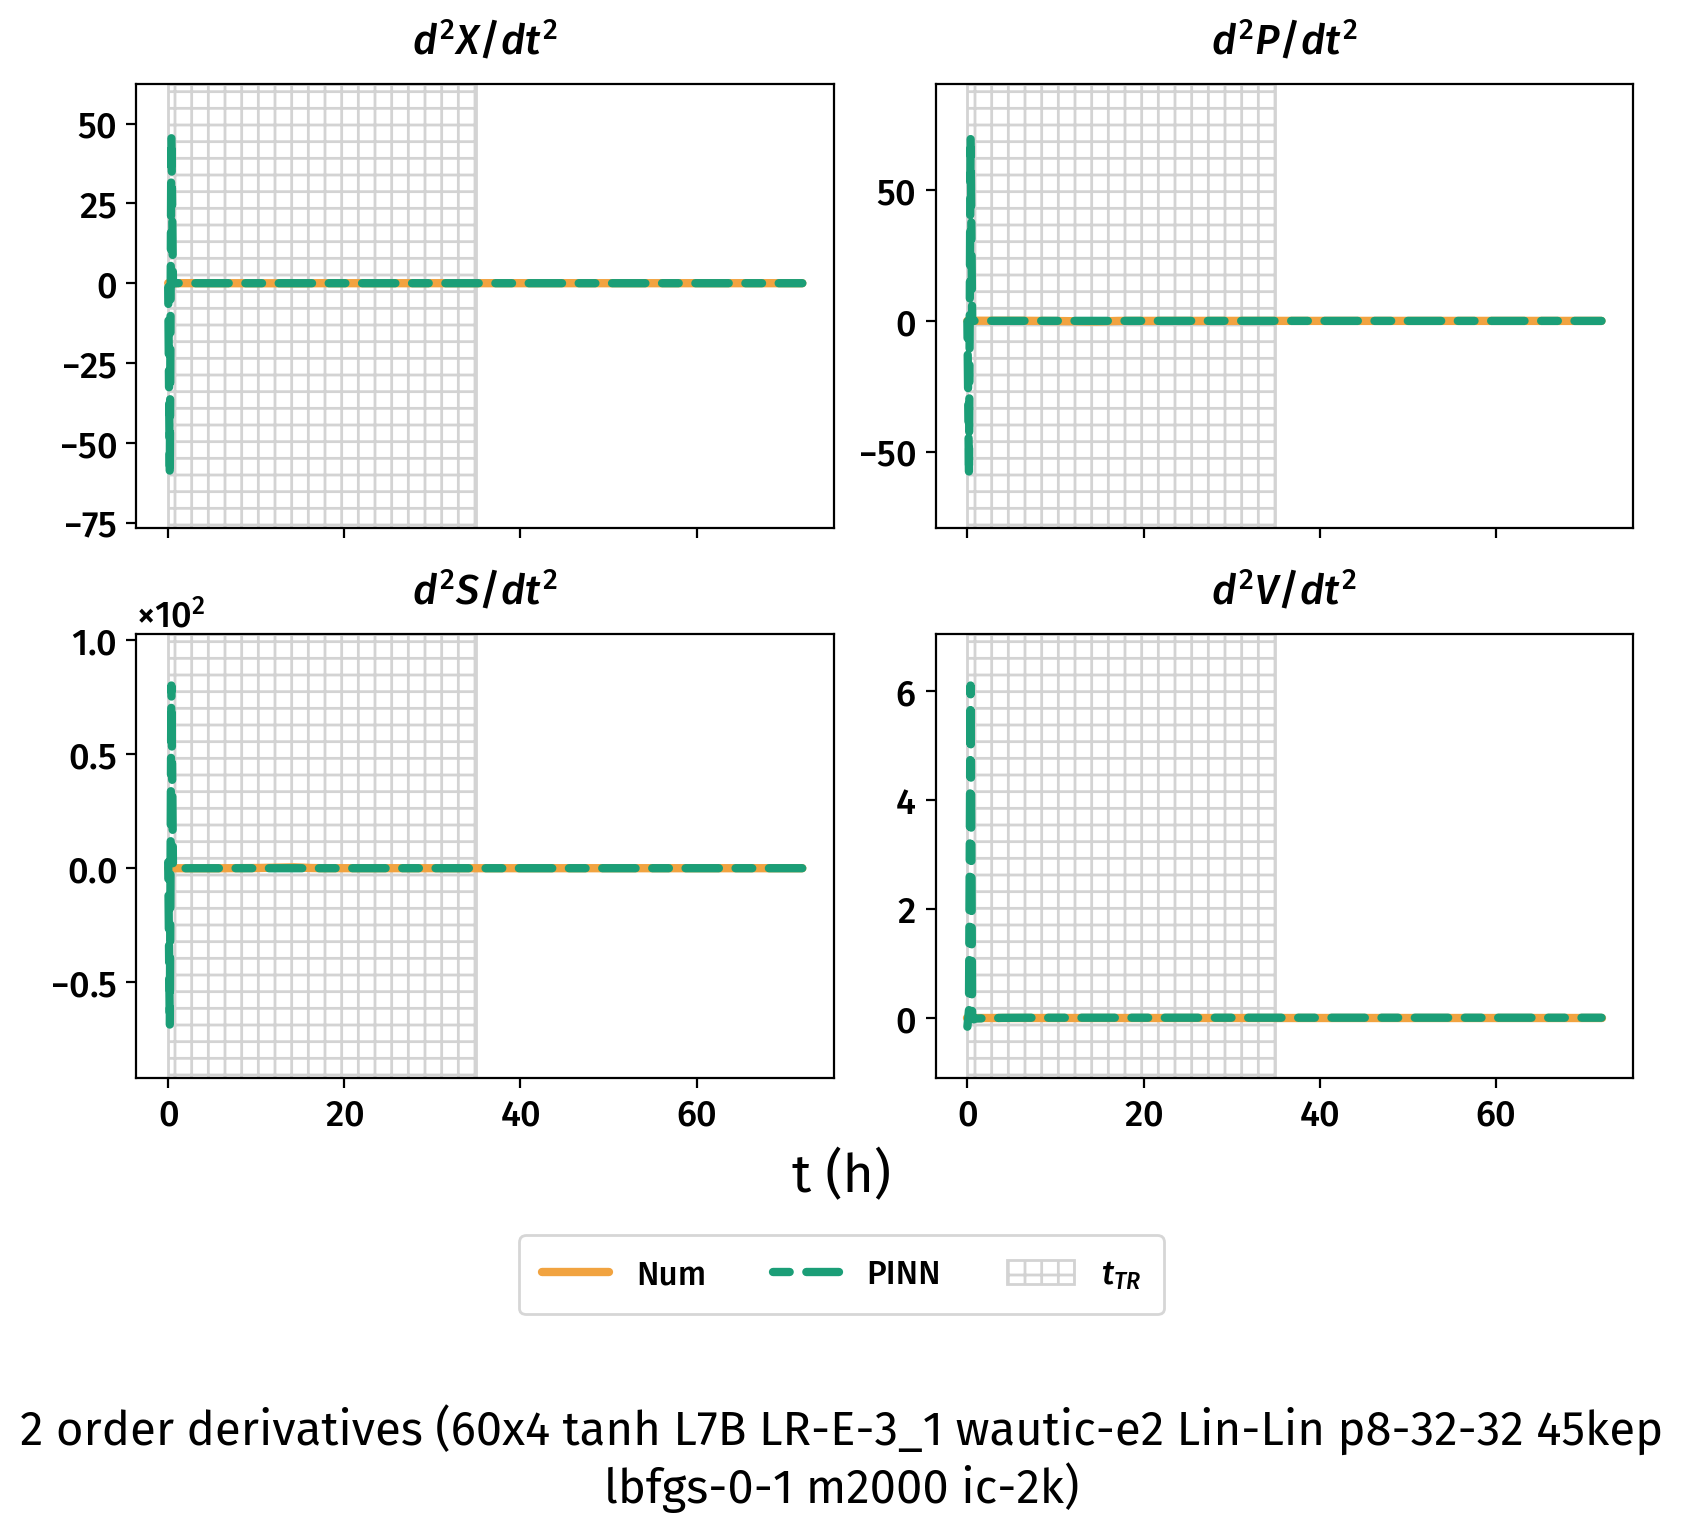 d²X/dt²
d²P/dt²
50
25
0
−25
−50
−75
50
0
−50
d²S/dt²
d²V/dt²
×10²
1.0
0.5
0.0
−0.5
6
4
2
0
0 20 40 60
0 20 40 60
t (h)
Num PINN t_TR
2 order derivatives (60x4 tanh L7B LR-E-3_1 wautic-e2 Lin-Lin p8-32-32 45kep
lbfgs-0-1 m2000 ic-2k)